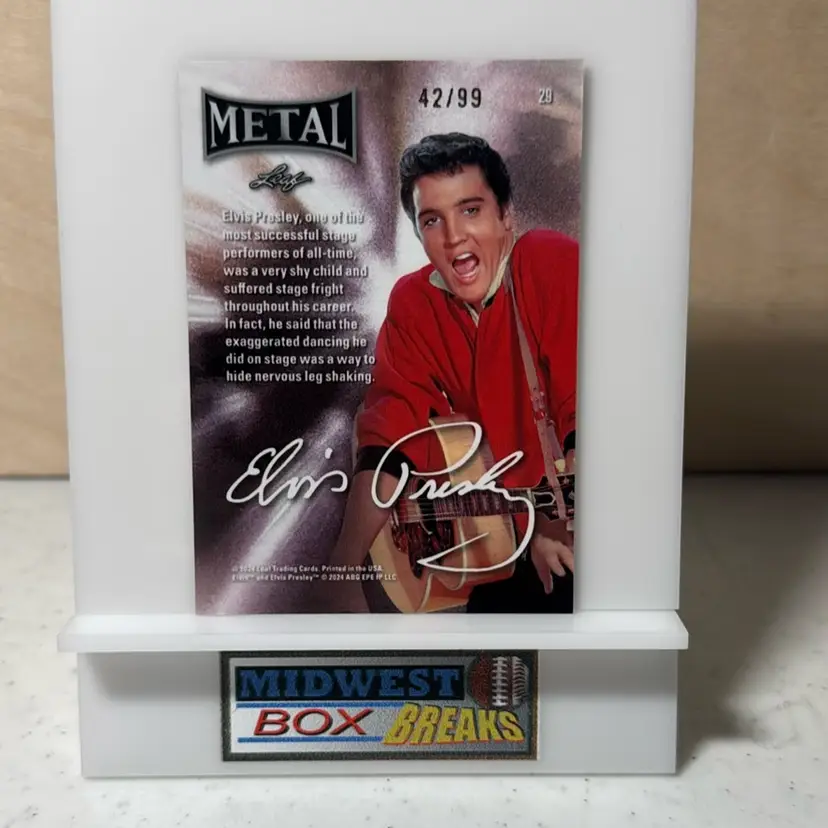 METAL
42/99
29
Leaf
Elvis Presley, one of the
most successful stage
performers of all-time,
was a very shy child and
suffered stage fright
throughout his career.
In fact, he said that the
exaggerated dancing he
did on stage was a way to
hide nervous leg shaking.
Elvis Presley
© 2024 Leaf Trading Cards. Printed in the USA.
Elvis™ and Elvis Presley™ © 2024 ABG EPE IP LLC
MIDWEST
BOX BREAKS